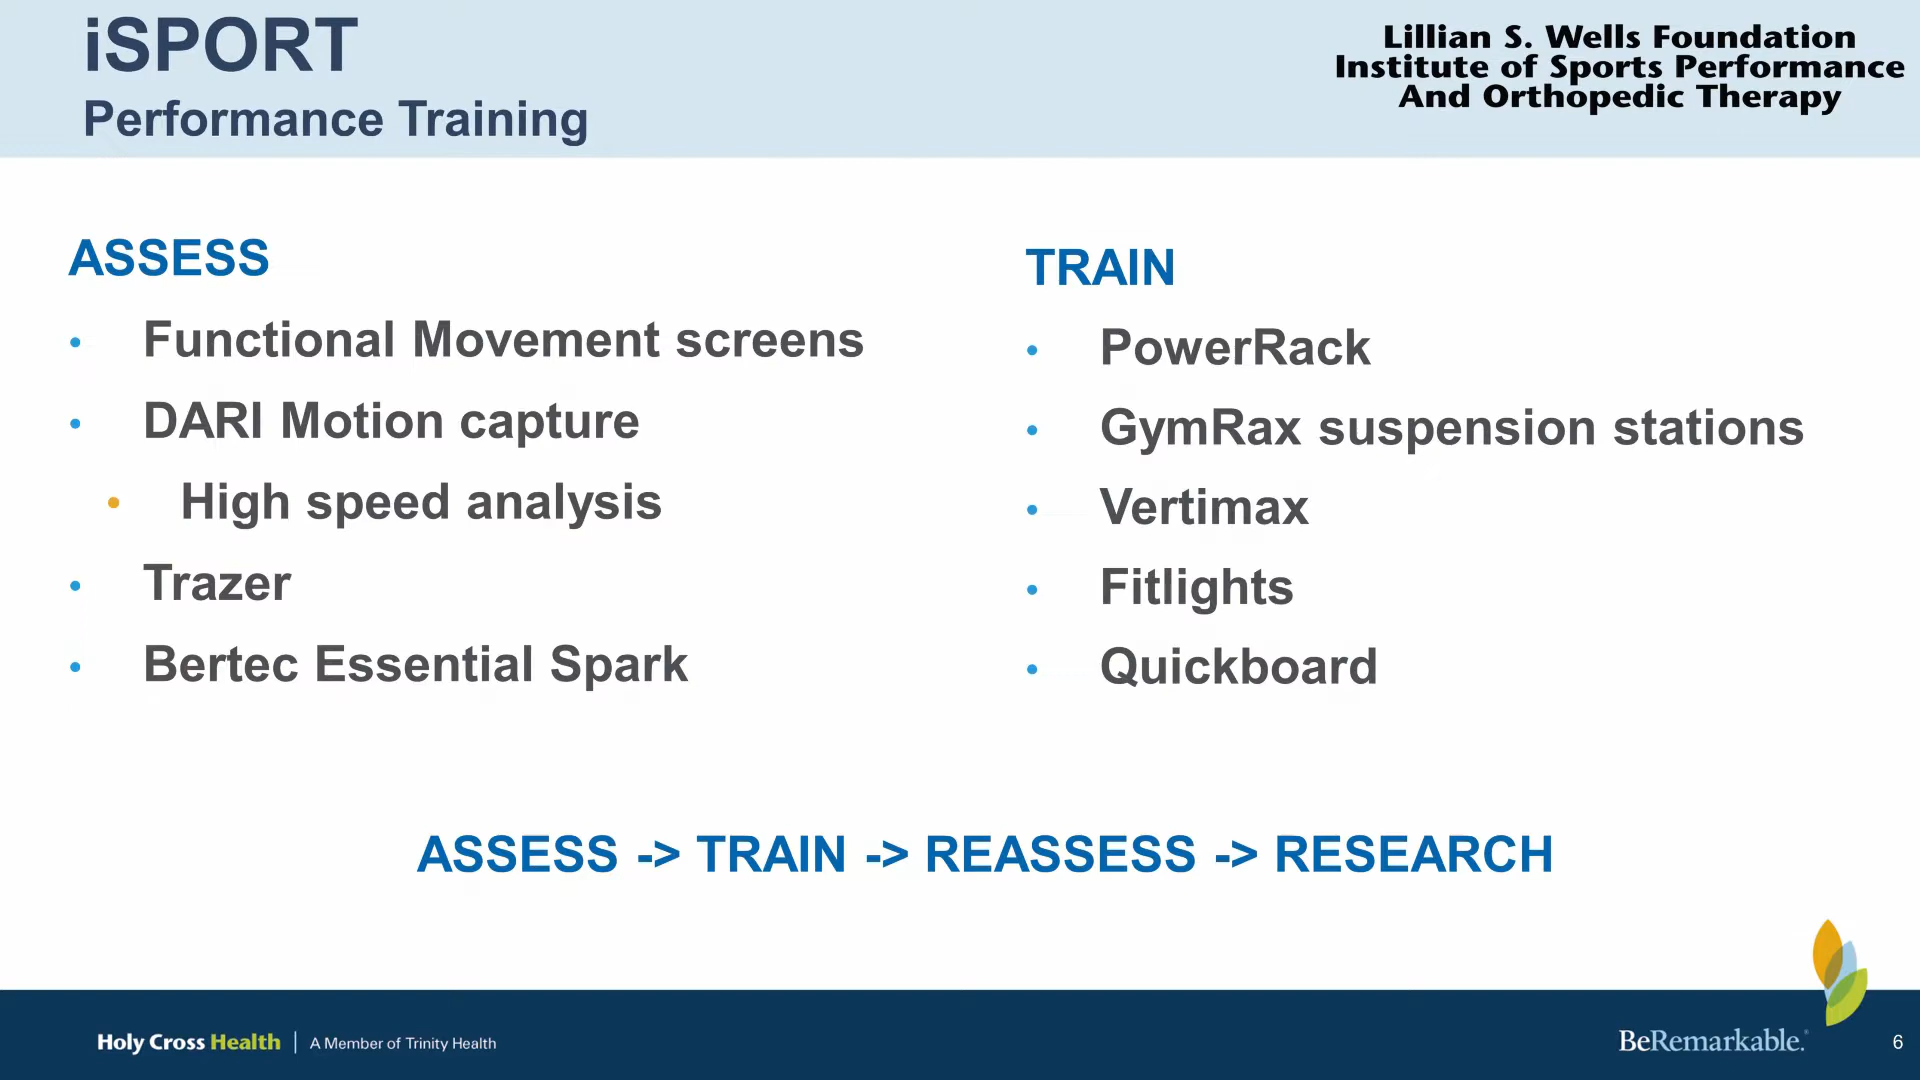 iSPORT
Performance Training
Lillian S. Wells Foundation
Institute of Sports Performance
And Orthopedic Therapy
ASSESS
• Functional Movement screens
• DARI Motion capture
• High speed analysis
• Trazer
• Bertec Essential Spark
TRAIN
• PowerRack
• GymRax suspension stations
• Vertimax
• Fitlights
• Quickboard
ASSESS -> TRAIN -> REASSESS -> RESEARCH
Holy Cross Health | A Member of Trinity Health
BeRemarkable.
6